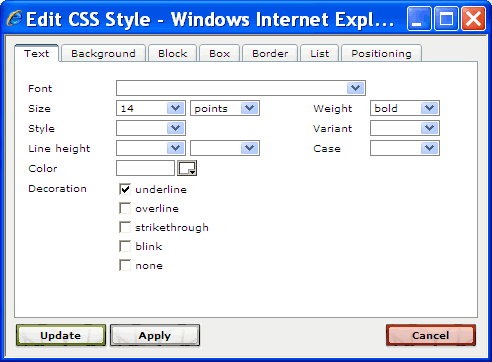 Edit CSS Style - Windows Internet Expl...
Text Background Block Box Border List Positioning
Font
Size 14 points Weight bold
Style Variant
Line height Case
Color
Decoration underline
overline
strikethrough
blink
none
Update Apply Cancel